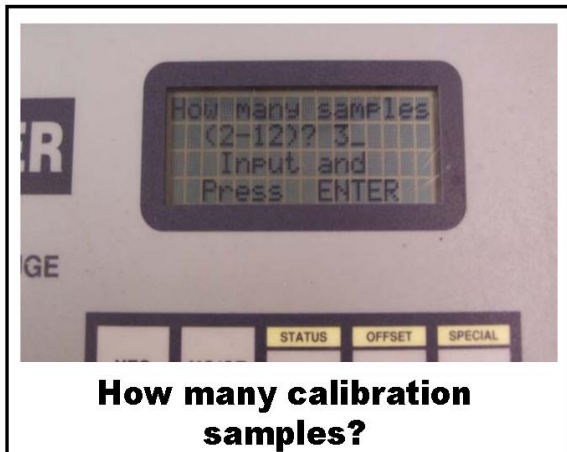 How many samples
(2-12)? 3_
Input and
Press ENTER
ER
GE
STATUS OFFSET SPECIAL
How many calibration
samples?